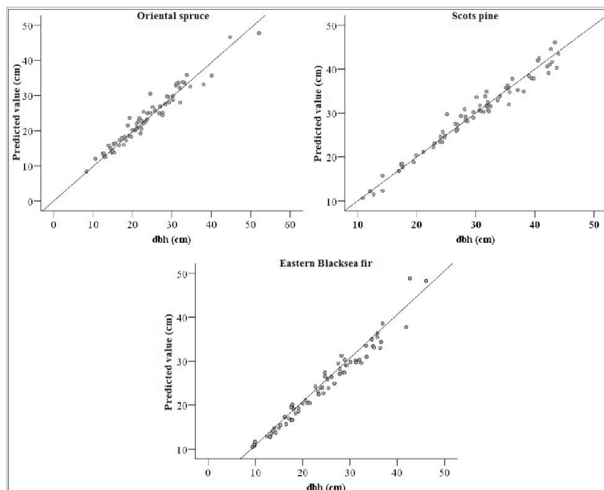 Oriental spruce
Predicted value (cm)
50
40
30
20
10
0
0 10 20 30 40 50 60
dbh (cm)
Scots pine
Predicted value (cm)
50
40
30
20
10
10 20 30 40 50
dbh (cm)
Eastern Blacksea fir
Predicted value (cm)
50
40
30
20
10
0 10 20 30 40 50
dbh (cm)